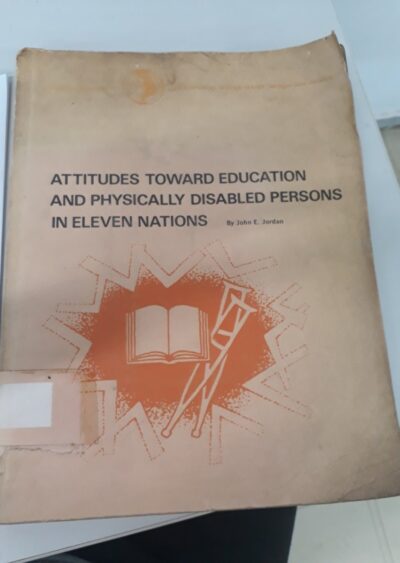 ATTITUDES TOWARD EDUCATION
AND PHYSICALLY DISABLED PERSONS
IN ELEVEN NATIONS By John E. Jordan